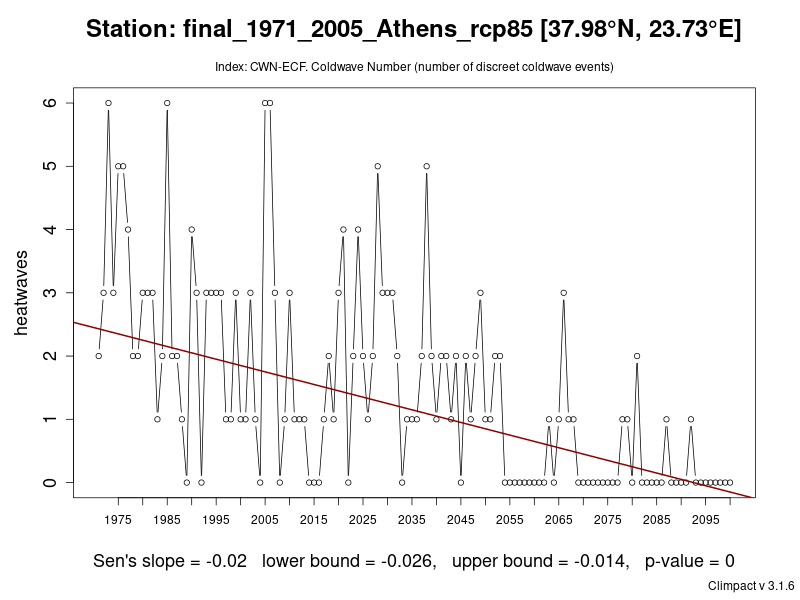 Station: final_1971_2005_Athens_rcp85 [37.98°N, 23.73°E]
Index: CWN-ECF. Coldwave Number (number of discreet coldwave events)
6
5
4
3
2
1
0
heatwaves
1975 1985 1995 2005 2015 2025 2035 2045 2055 2065 2075 2085 2095
Sen's slope = -0.02 lower bound = -0.026, upper bound = -0.014, p-value = 0
Climpact v 3.1.6